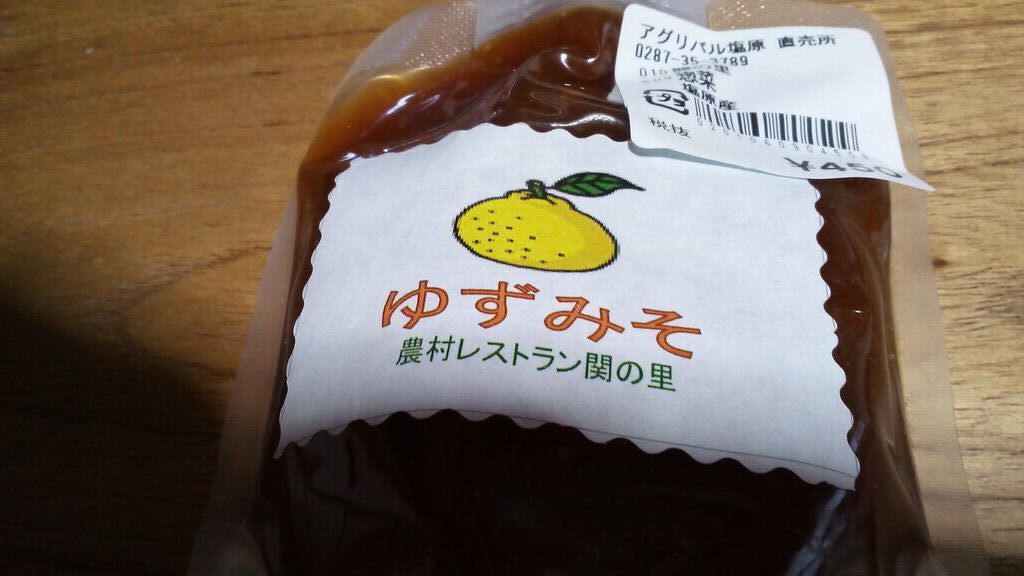 アグリパル塩原 直売所
0287-35-3789
010
惣菜
塩原産
税抜
¥450
ゆずみそ
農村レストラン関の里